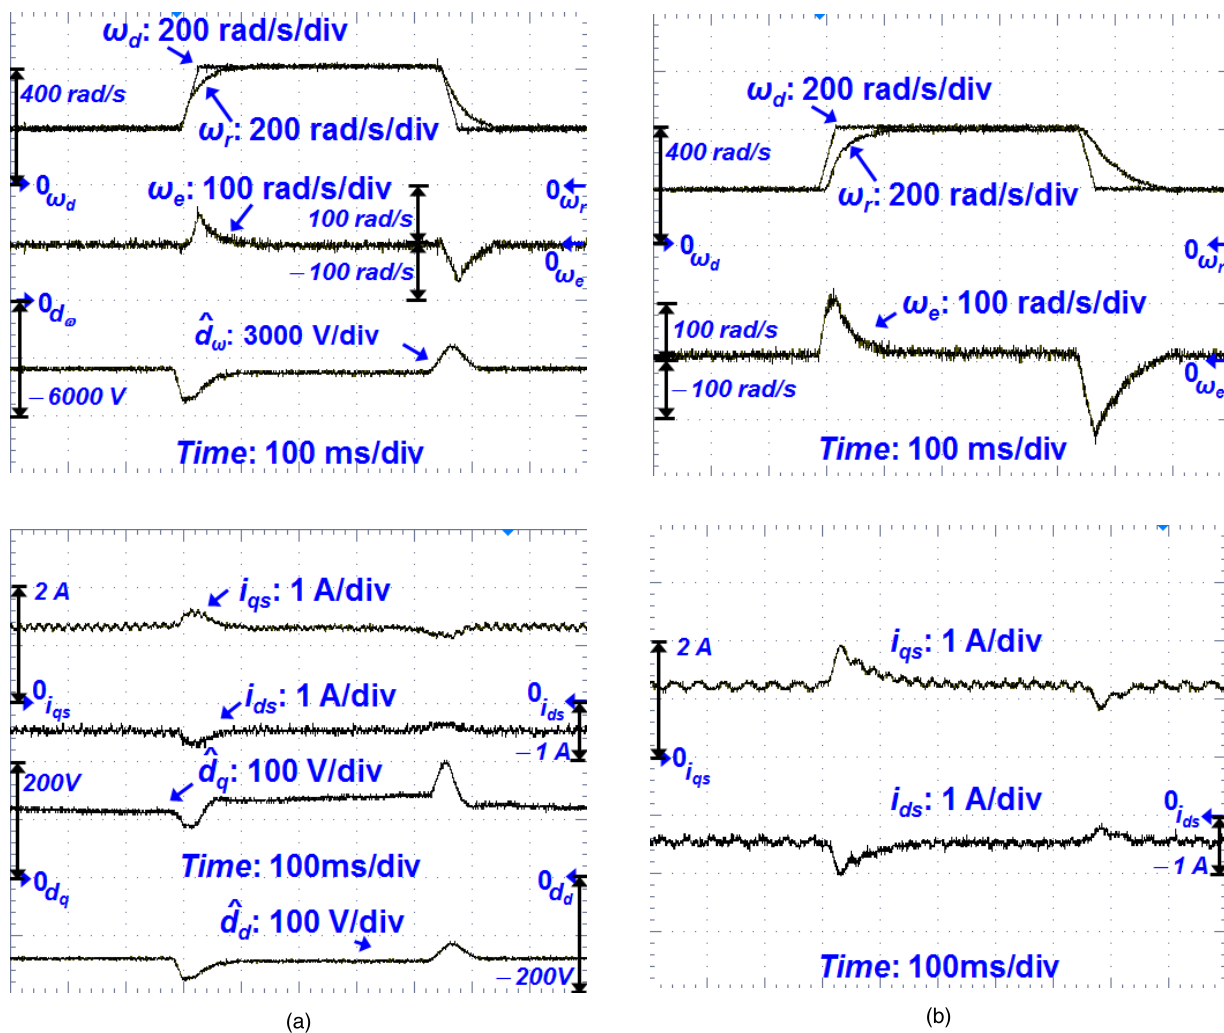 ω_d: 200 rad/s/div
400 rad/s
ω_r: 200 rad/s/div
0_ω_d
ω_e: 100 rad/s/div
0_ω_r
100 rad/s
−100 rad/s
0_ω_e
0_d_ω
d̂_ω: 3000 V/div
−6000 V
Time: 100 ms/div
ω_d: 200 rad/s/div
400 rad/s
ω_r: 200 rad/s/div
0_ω_d
0_ω_r
ω_e: 100 rad/s/div
100 rad/s
−100 rad/s
0_ω_e
Time: 100 ms/div
2 A
i_qs: 1 A/div
0_i_qs
i_ds: 1 A/div
0_i_ds
−1 A
200V
d̂_q: 100 V/div
Time: 100ms/div
0_d_q
0_d_d
d̂_d: 100 V/div
−200V
(a)
2 A
i_qs: 1 A/div
0_i_qs
i_ds: 1 A/div
0_i_ds
−1 A
Time: 100ms/div
(b)